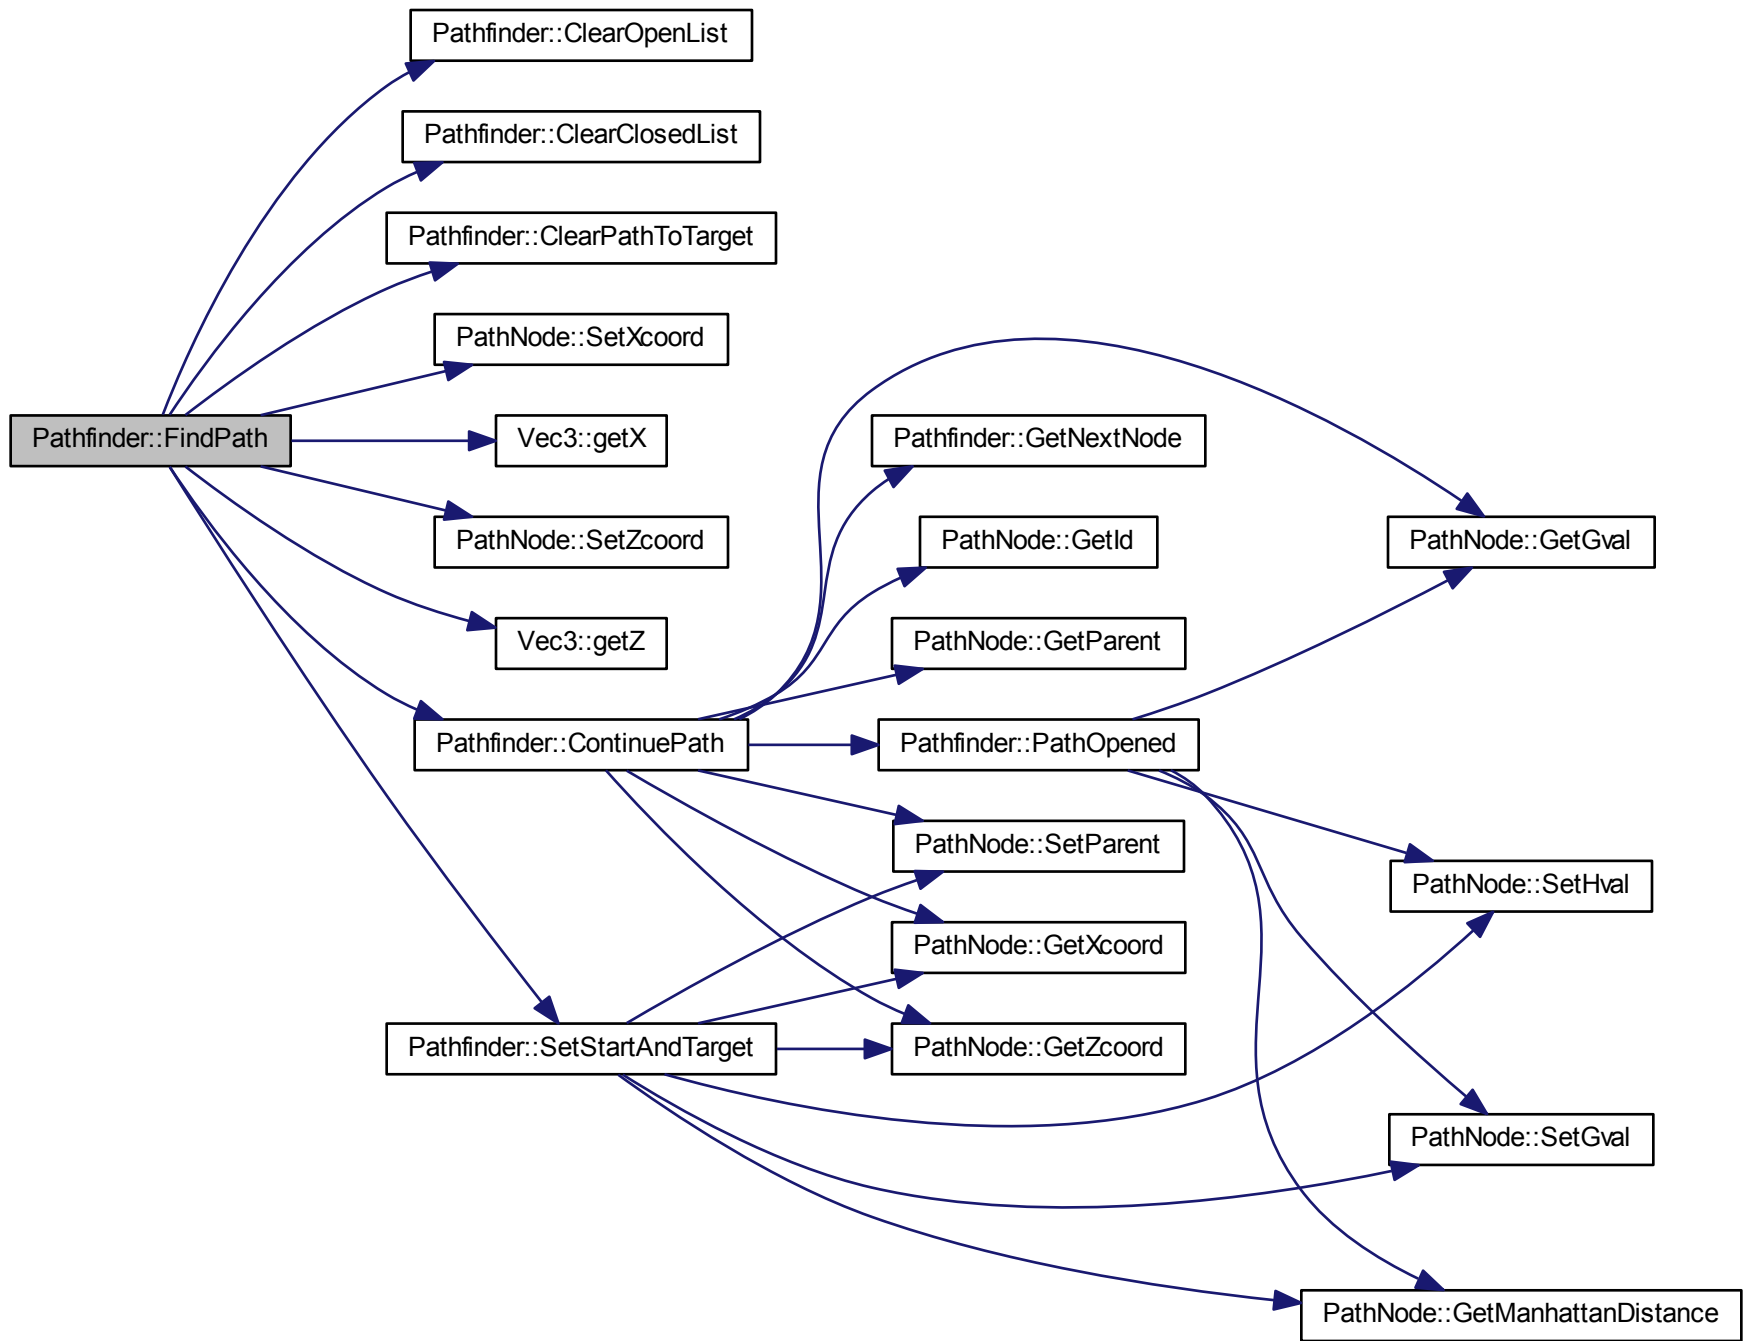 Pathfinder::ClearOpenList
Pathfinder::ClearClosedList
Pathfinder::ClearPathToTarget
PathNode::SetXcoord
Pathfinder::FindPath
Vec3::getX
Pathfinder::GetNextNode
PathNode::SetZcoord
PathNode::GetId
PathNode::GetGval
Vec3::getZ
PathNode::GetParent
Pathfinder::ContinuePath
Pathfinder::PathOpened
PathNode::SetParent
PathNode::SetHval
PathNode::GetXcoord
Pathfinder::SetStartAndTarget
PathNode::GetZcoord
PathNode::SetGval
PathNode::GetManhattanDistance